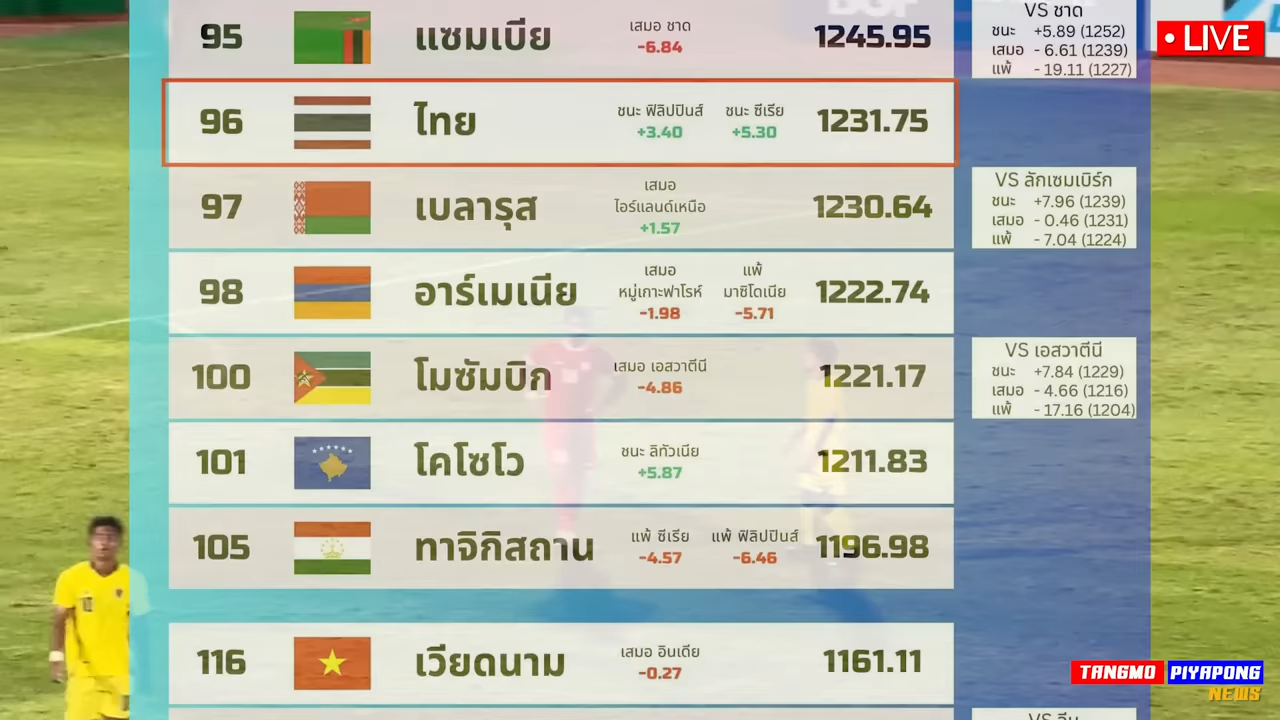 VS ชาด
ชนะ +5.89 (1252)
เสมอ - 6.61 (1239)
แพ้ - 19.11 (1227)
• LIVE
95 แซมเบีย เสมอ ชาด 1245.95
-6.84
96 ไทย ชนะ ฟิลิปปินส์ ชนะ ซีเรีย 1231.75
+3.40 +5.30
97 เบลารุส เสมอ ไอร์แลนด์เหนือ 1230.64
+1.57
VS ลักเซมเบิร์ก
ชนะ +7.96 (1239)
เสมอ - 0.46 (1231)
แพ้ - 7.04 (1224)
98 อาร์เมเนีย เสมอ หมู่เกาะฟาโรห์ แพ้ มาซิโดเนีย 1222.74
-1.98 -5.71
100 โมซัมบิก เสมอ เอสวาตีนี 1221.17
-4.86
VS เอสวาตีนี
ชนะ +7.84 (1229)
เสมอ - 4.66 (1216)
แพ้ - 17.16 (1204)
101 โคโซโว ชนะ ลิทัวเนีย 1211.83
+5.87
105 ทาจิกิสถาน แพ้ ซีเรีย แพ้ ฟิลิปปินส์ 1196.98
-4.57 -6.46
116 เวียดนาม เสมอ อินเดีย 1161.11
-0.27
TANGMO PIYAPONG
NEWS
10